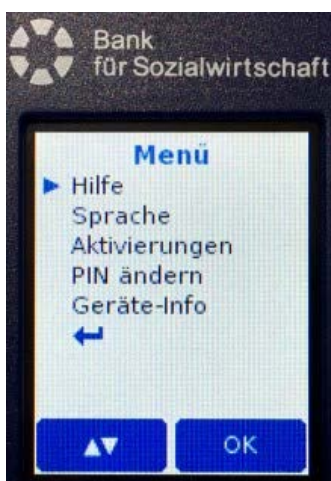 Bank
für Sozialwirtschaft
Menü
Hilfe
Sprache
Aktivierungen
PIN ändern
Geräte-Info
OK